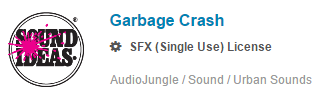 SOUND
IDEAS
Garbage Crash
SFX (Single Use) License
AudioJungle / Sound / Urban Sounds